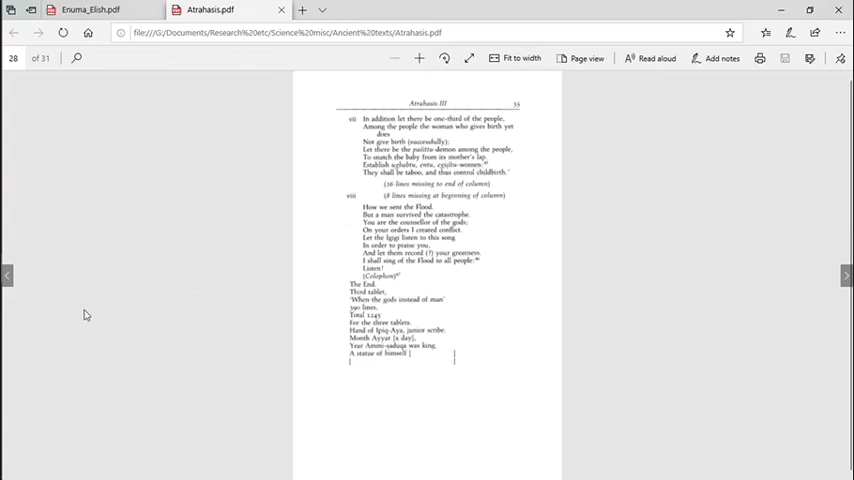 Enuma_Elish.pdf
Atrahasis.pdf
file:///G:/Documents/Research%20etc/Science%20misc/Ancient%20texts/Atrahasis.pdf
28 of 31
Fit to width
Page view
Read aloud
Add notes
Atrahasis III 35
vii In addition let there be one-third of the people,
Among the people the woman who gives birth yet
does
Not give birth (successfully);
Let there be the pašittu-demon among the people,
To snatch the baby from its mother's lap.
Establish ugbabtu, entu, egiṣītu-women:
They shall be taboo, and thus control childbirth.'
(26 lines missing to end of column)
viii (8 lines missing at beginning of column)
How we sent the Flood.
But a man survived the catastrophe.
You are the counsellor of the gods;
On your orders I created conflict.
Let the Igigi listen to this song
In order to praise you,
And let them record (?) your greatness.
I shall sing of the Flood to all people:
Listen!
(Colophon)
The End.
Third tablet,
'When the gods instead of man'
390 lines,
Total 1245
For the three tablets.
Hand of Ipiq-Aya, junior scribe.
Month Ayyar [x day],
Year Ammi-ṣaduqa was king,
A statue of himself [ ]
[ ]